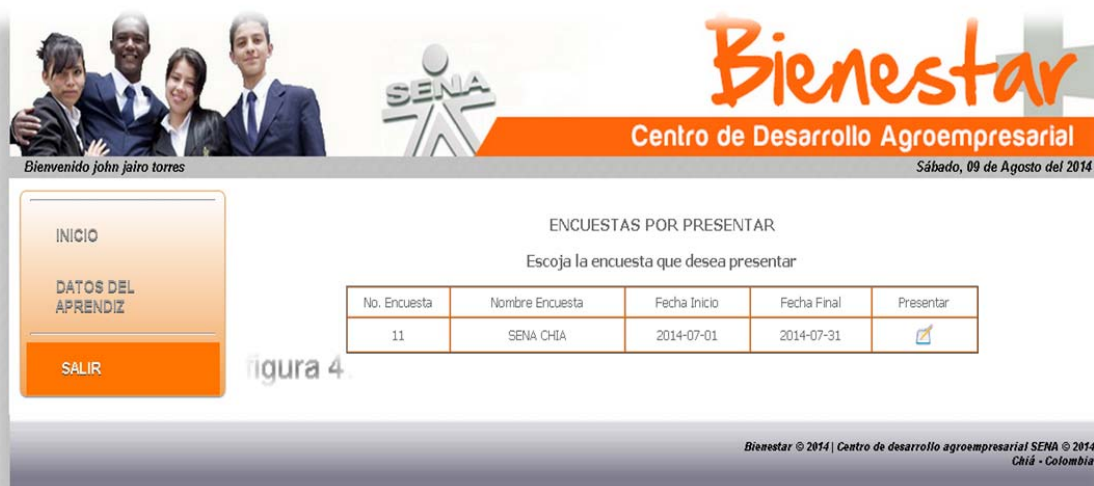 SENA
Bienestar
Centro de Desarrollo Agroempresarial
Bienvenido john jairo torres
Sábado, 09 de Agosto del 2014
INICIO
DATOS DEL
APRENDIZ
SALIR
ENCUESTAS POR PRESENTAR
Escoja la encuesta que desea presentar
No. Encuesta Nombre Encuesta Fecha Inicio Fecha Final Presentar
11 SENA CHIA 2014-07-01 2014-07-31
figura 4
Bienestar © 2014 | Centro de desarrollo agroempresarial SENA © 2014
Chiá - Colombia